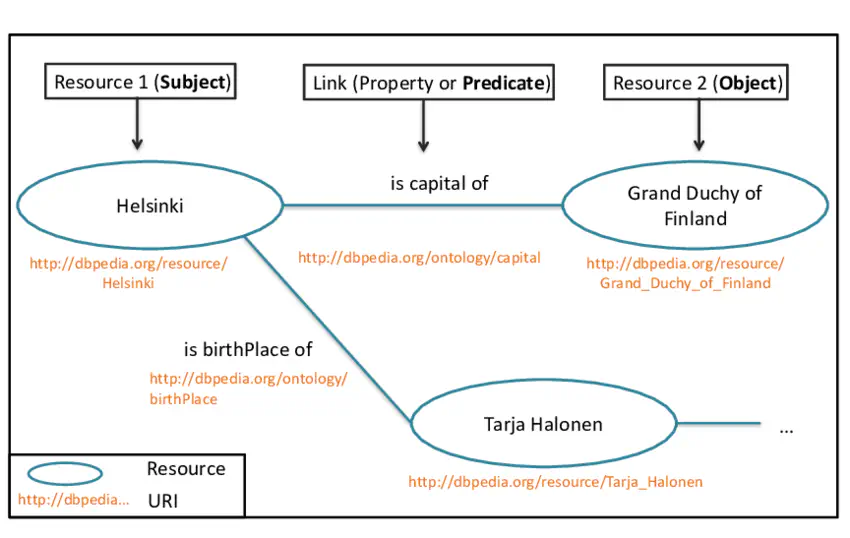 Resource 1 (Subject)
Link (Property or Predicate)
Resource 2 (Object)
Helsinki
is capital of
Grand Duchy of
Finland
http://dbpedia.org/resource/
Helsinki
http://dbpedia.org/ontology/capital
http://dbpedia.org/resource/
Grand_Duchy_of_Finland
is birthPlace of
http://dbpedia.org/ontology/
birthPlace
Tarja Halonen
...
http://dbpedia.org/resource/Tarja_Halonen
Resource
http://dbpedia... URI